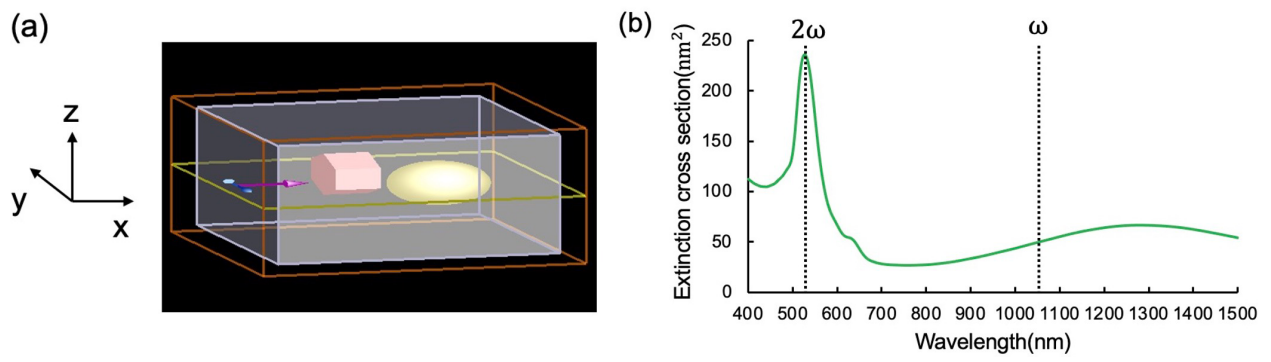 (a)
z
y
x
(b)
2ω
ω
Extinction cross section(nm²)
250
200
150
100
50
0
400 500 600 700 800 900 1000 1100 1200 1300 1400 1500
Wavelength(nm)